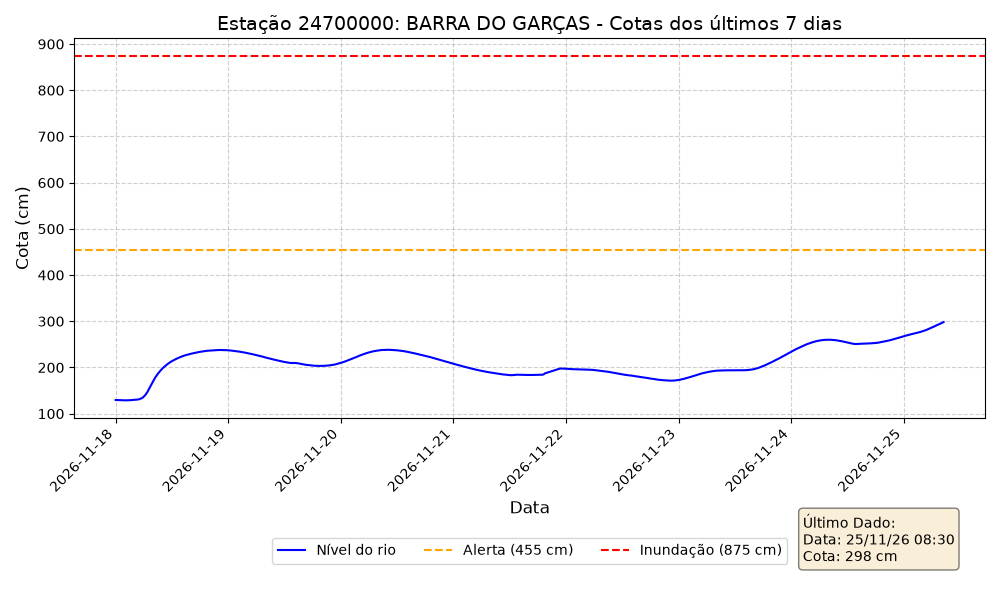 Estação 24700000: BARRA DO GARÇAS - Cotas dos últimos 7 dias
Cota (cm)
900
800
700
600
500
400
300
200
100
2026-11-18
2026-11-19
2026-11-20
2026-11-21
2026-11-22
2026-11-23
2026-11-24
2026-11-25
Data
Nível do rio
Alerta (455 cm)
Inundação (875 cm)
Último Dado:
Data: 25/11/26 08:30
Cota: 298 cm